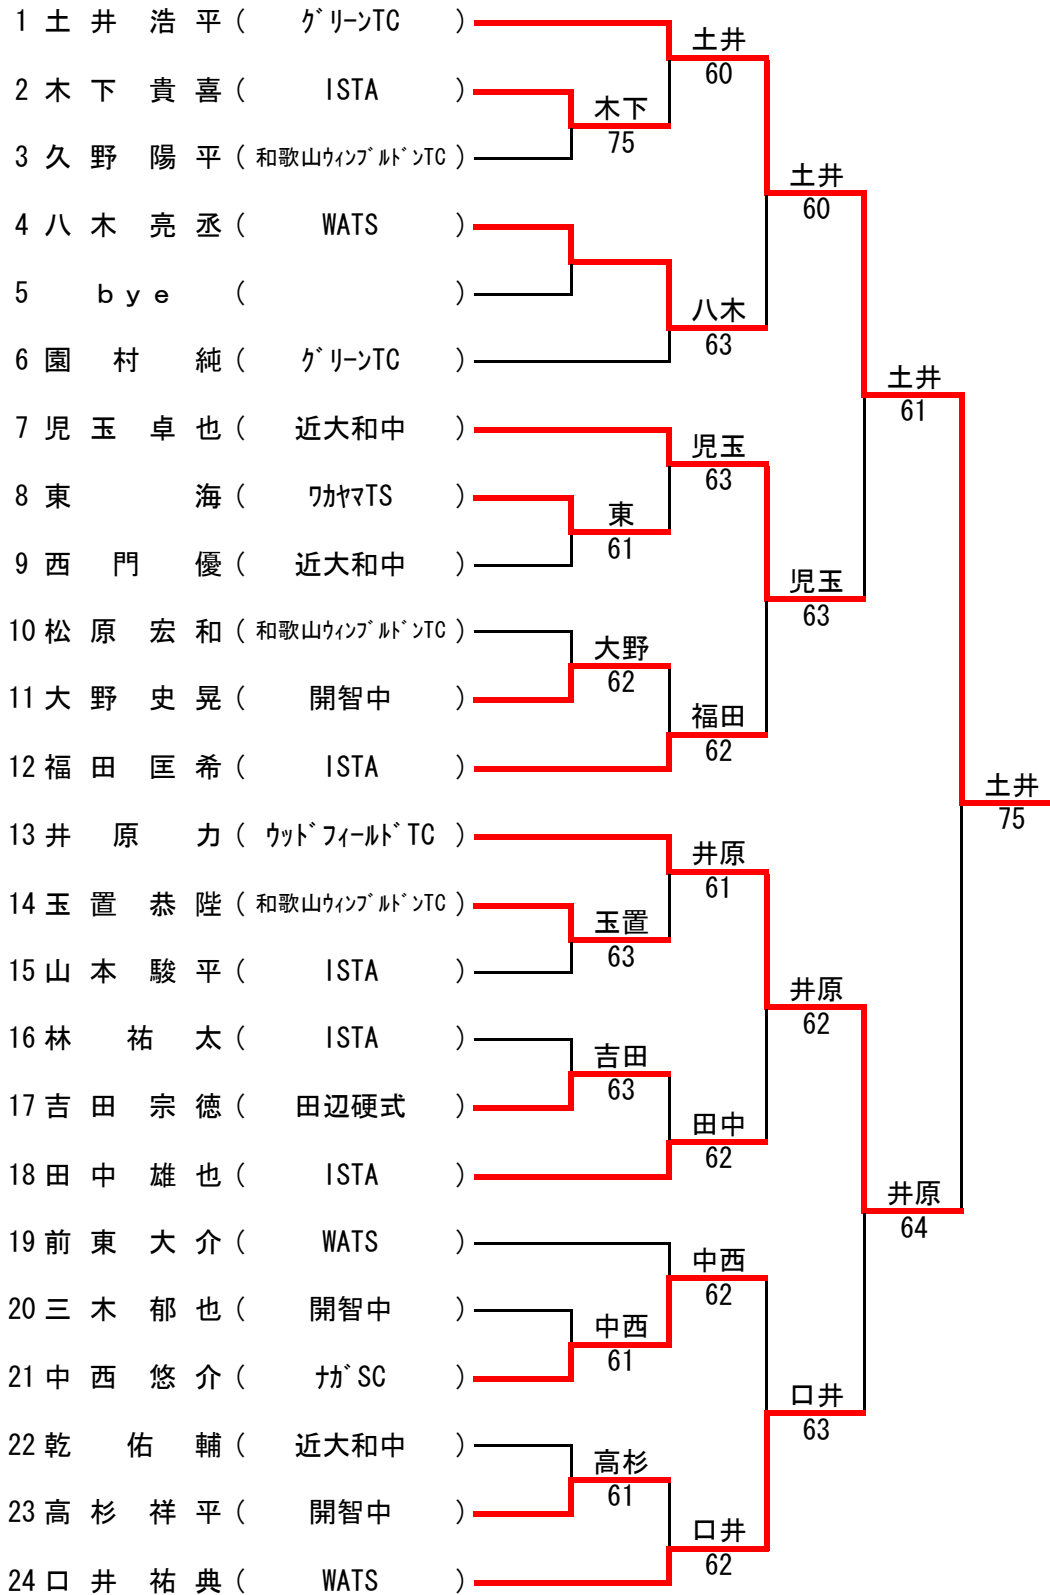 1 土井 浩平 ( グリーンTC )
土井
60
2 木下 貴喜 ( ISTA )
木下
75
3 久野 陽平 ( 和歌山ウィンブルドンTC )
土井
60
4 八木 亮丞 ( WATS )
5 bye ( )
八木
63
6 園村 純 ( グリーンTC )
土井
61
7 児玉 卓也 ( 近大和中 )
児玉
63
8 東 海 ( ワカヤマTS )
東
61
9 西門 優 ( 近大和中 )
児玉
63
10 松原 宏和 ( 和歌山ウィンブルドンTC )
大野
62
11 大野 史晃 ( 開智中 )
福田
62
12 福田 匡希 ( ISTA )
土井
75
13 井原 力 ( ウッドフィールドTC )
井原
61
14 玉置 恭陛 ( 和歌山ウィンブルドンTC )
玉置
63
15 山本 駿平 ( ISTA )
井原
62
16 林 祐太 ( ISTA )
吉田
63
17 吉田 宗徳 ( 田辺硬式 )
田中
62
18 田中 雄也 ( ISTA )
井原
64
19 前東 大介 ( WATS )
中西
62
20 三木 郁也 ( 開智中 )
中西
61
21 中西 悠介 ( ナガSC )
口井
63
22 乾 佑輔 ( 近大和中 )
高杉
61
23 高杉 祥平 ( 開智中 )
口井
62
24 口井 祐典 ( WATS )